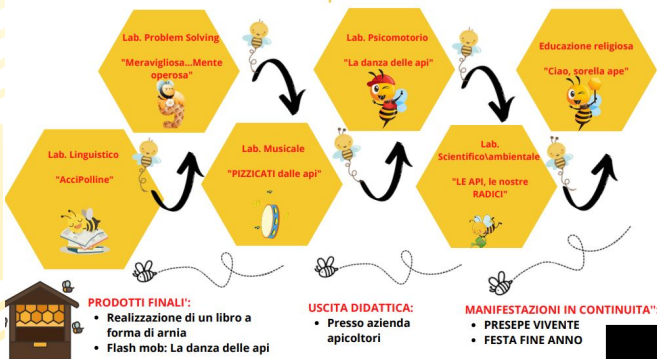 Lab. Problem Solving
"Meravigliosa...Mente
operosa"
Lab. Psicomotorio
"La danza delle api"
Educazione religiosa
"Ciao, sorella ape"
Lab. Linguistico
"AcciPolline"
Lab. Musicale
"PIZZICATI dalle api"
Lab.
Scientifico\ambientale
"LE API, le nostre
RADICI"
PRODOTTI FINALI':
• Realizzazione di un libro a
forma di arnia
• Flash mob: La danza delle api
USCITA DIDATTICA:
• Presso azienda
apicoltori
MANIFESTAZIONI IN CONTINUITA'':
• PRESEPE VIVENTE
• FESTA FINE ANNO